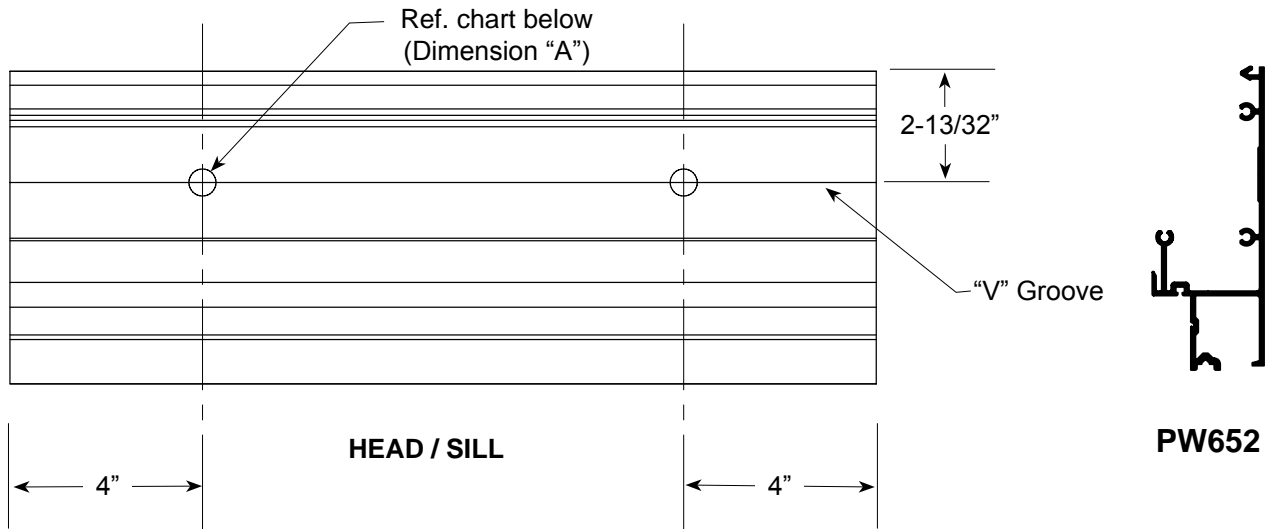 Ref. chart below
(Dimension “A”)
2-13/32”
“V” Groove
HEAD / SILL
PW652
4”
4”